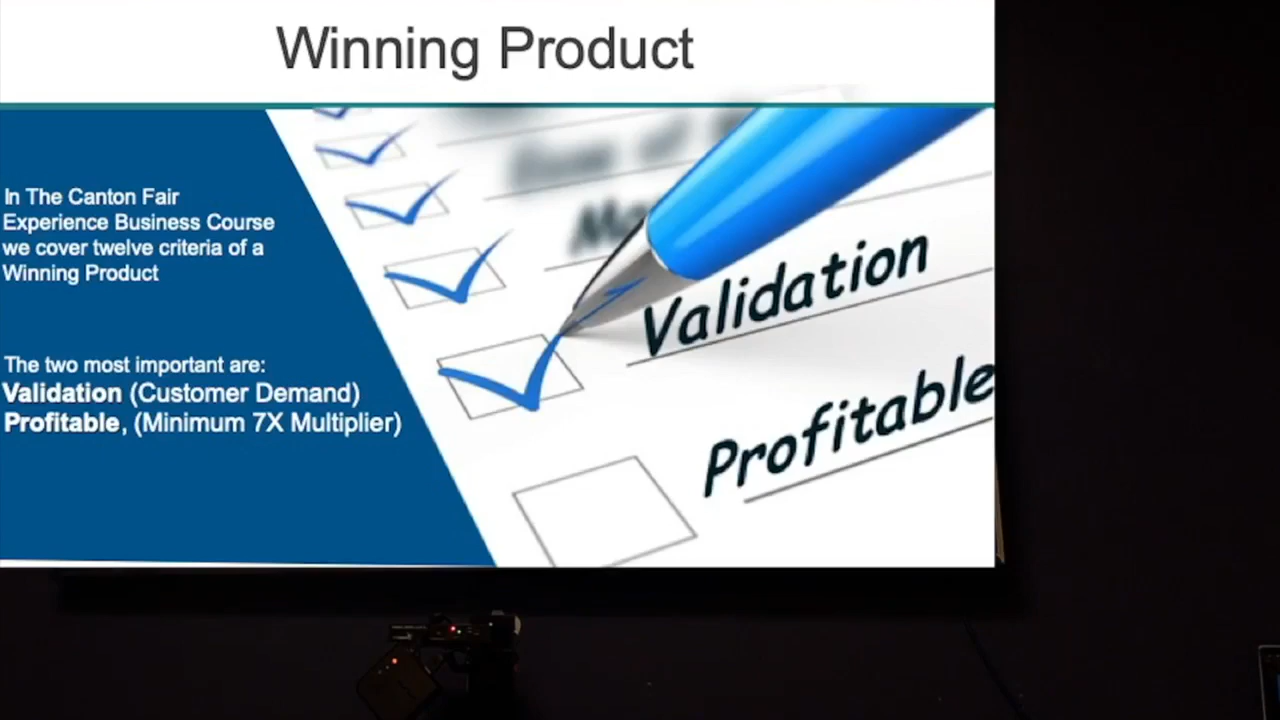 Winning Product
In The Canton Fair
Experience Business Course
we cover twelve criteria of a
Winning Product
The two most important are:
Validation (Customer Demand)
Profitable, (Minimum 7X Multiplier)
Validation
Profitable